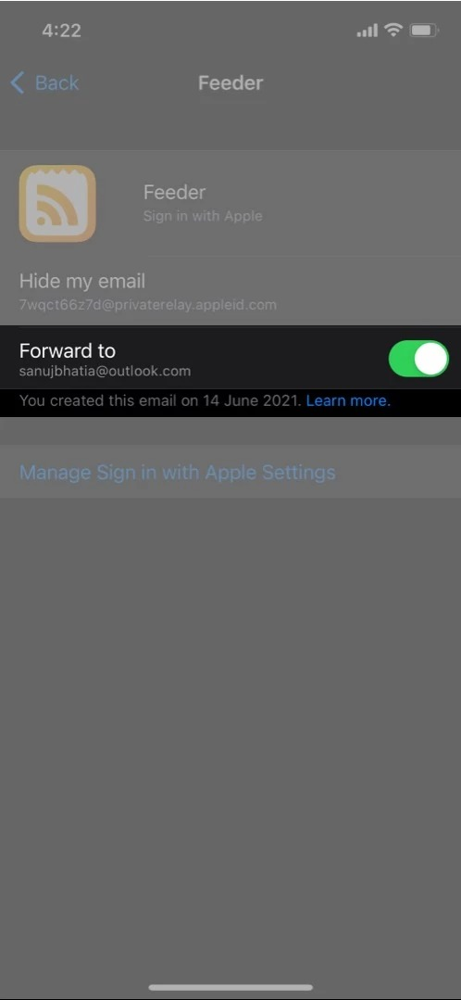 4:22
Back
Feeder
Feeder
Sign in with Apple
Hide my email
7wqct66z7d@privaterelay.appleid.com
Forward to
sanujbhatia@outlook.com
You created this email on 14 June 2021. Learn more.
Manage Sign in with Apple Settings